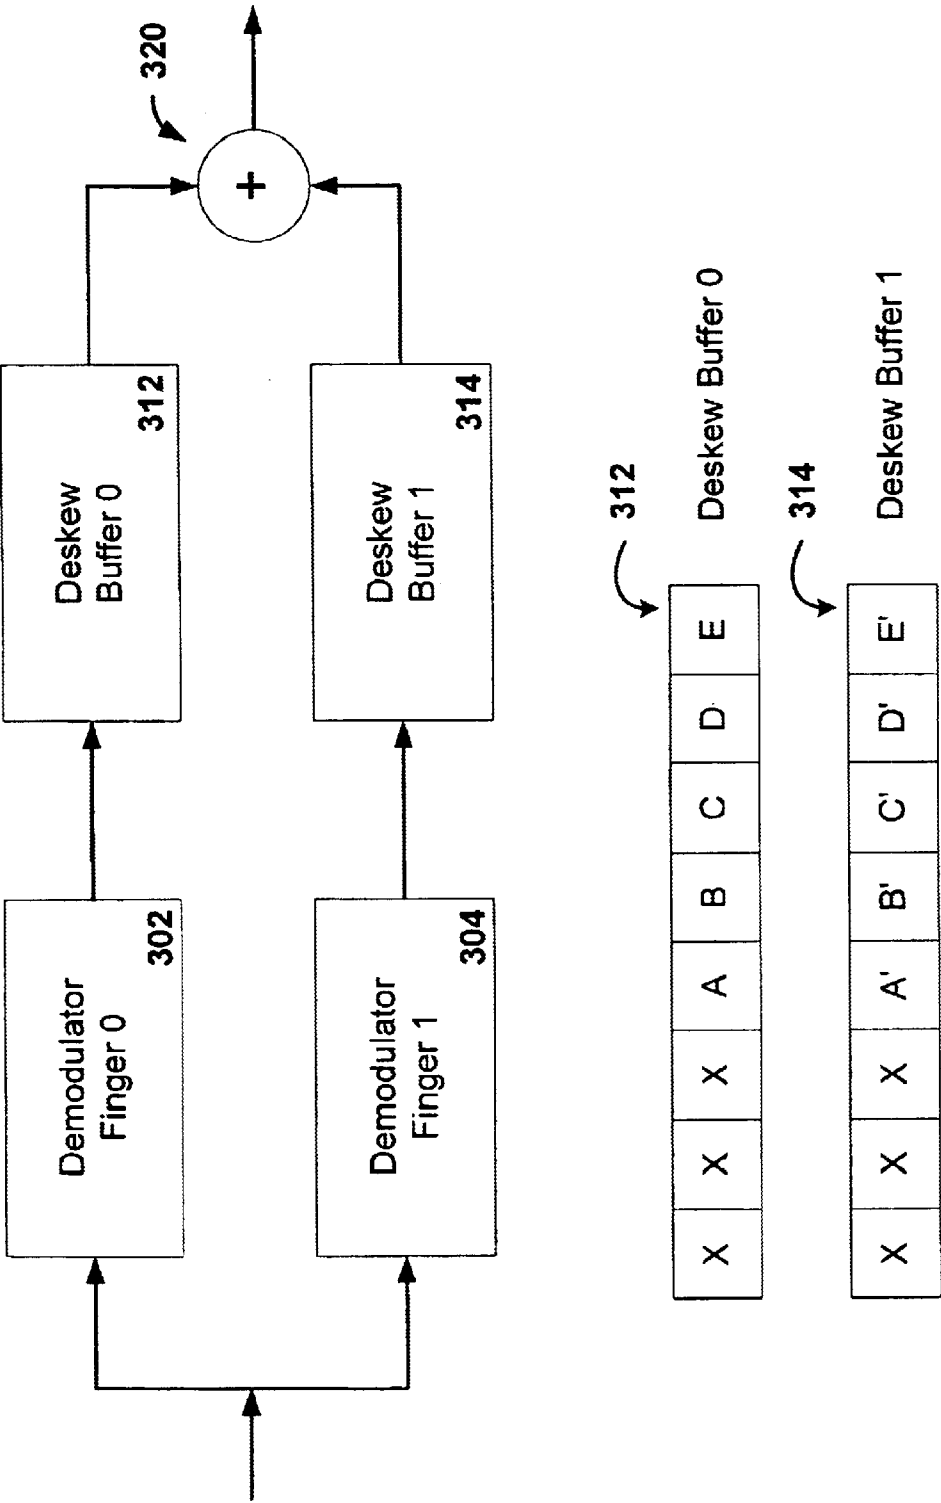 Demodulator
Finger 0
302
Deskew
Buffer 0
312
+
320
Demodulator
Finger 1
304
Deskew
Buffer 1
314
312
X X X A B C D E
Deskew Buffer 0
314
X X X A' B' C' D' E'
Deskew Buffer 1